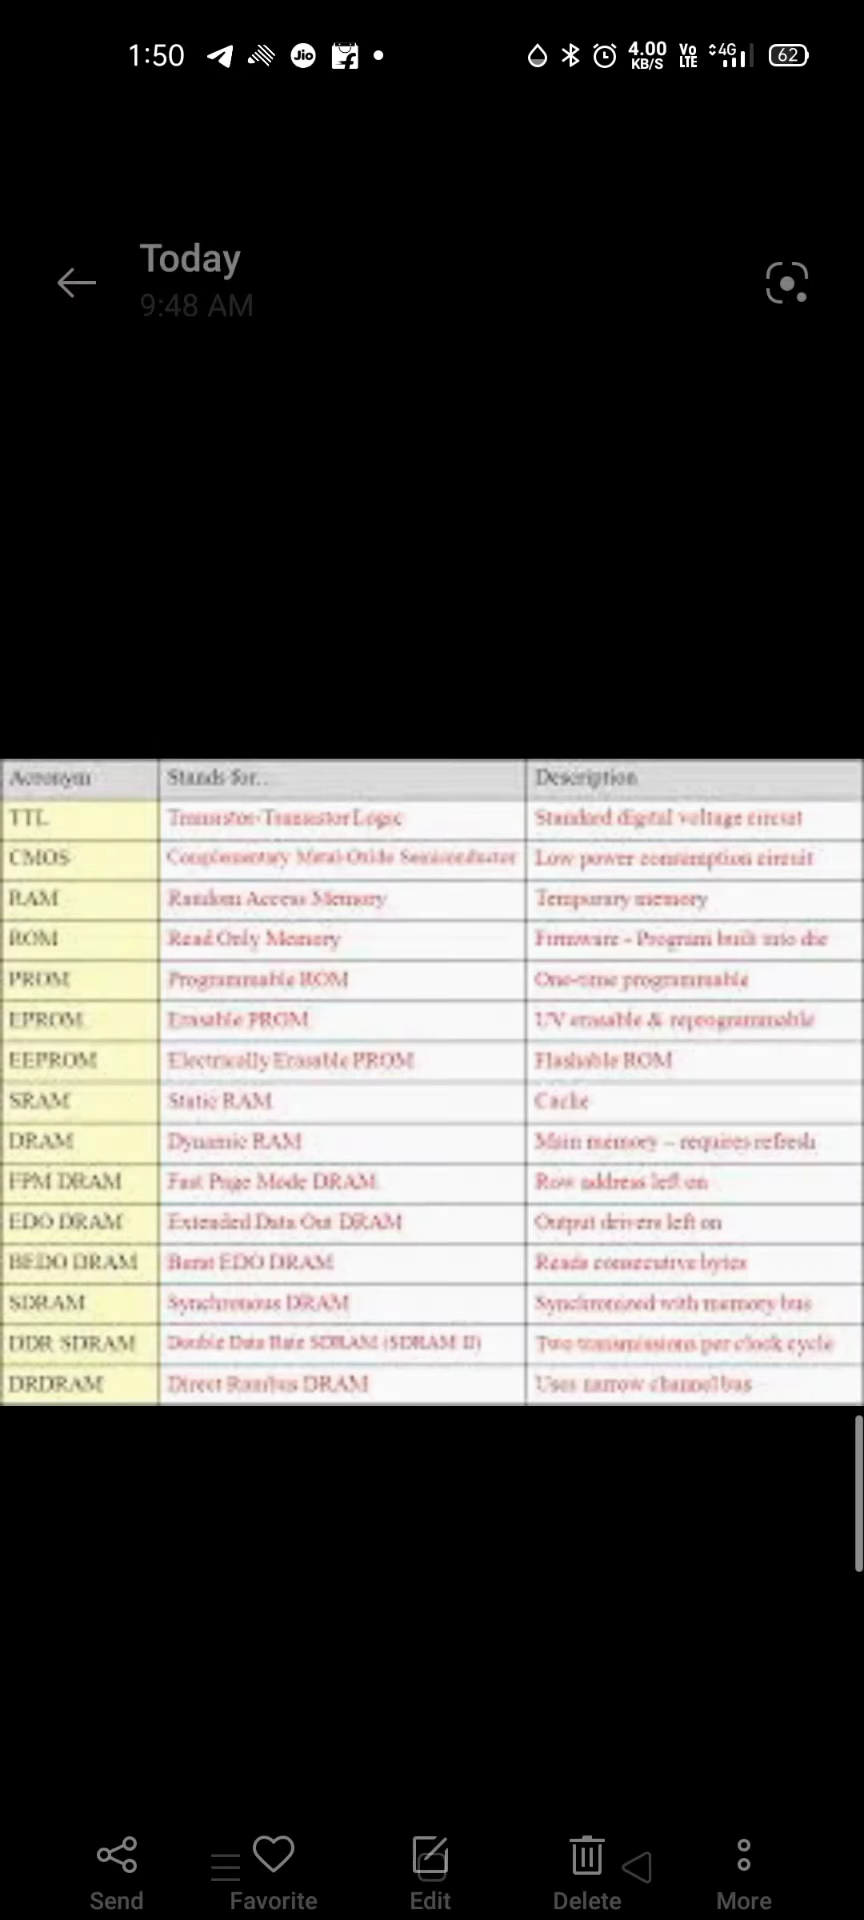 1:50 Jio 4.00 KB/S Vo LTE 4G 62
Today
9:48 AM
Acronym Stands for... Description
TTL Transistor-Transistor Logic Standard digital voltage circuit
CMOS Complementary Metal-Oxide Semiconductor Low power consumption circuit
RAM Random Access Memory Temporary memory
ROM Read Only Memory Firmware - Program built into die
PROM Programmable ROM One-time programmable
EPROM Erasable PROM UV erasable & reprogrammable
EEPROM Electrically Erasable PROM Flashable ROM
SRAM Static RAM Cache
DRAM Dynamic RAM Main memory – requires refresh
FPM DRAM Fast Page Mode DRAM Row address left on
EDO DRAM Extended Data Out DRAM Output drivers left on
BEDO DRAM Burst EDO DRAM Reads consecutive bytes
SDRAM Synchronous DRAM Synchronized with memory bus
DDR SDRAM Double Data Rate SDRAM (SDRAM II) Two transmissions per clock cycle
DRDRAM Direct Rambus DRAM Uses narrow channel bus
Send Favorite Edit Delete More